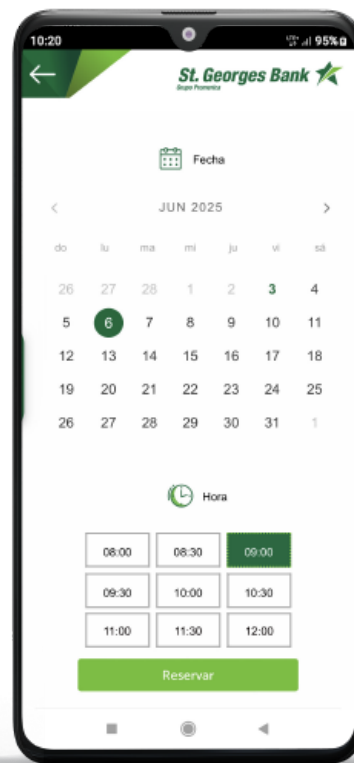 10:20 95%
St. Georges Bank
Grupo Promerica
Fecha
JUN 2025
do lu ma mi ju vi sá
26 27 28 1 2 3 4
5 6 7 8 9 10 11
12 13 14 15 16 17 18
19 20 21 22 23 24 25
26 27 28 29 30 31 1
Hora
08:00 08:30 09:00
09:30 10:00 10:30
11:00 11:30 12:00
Reservar